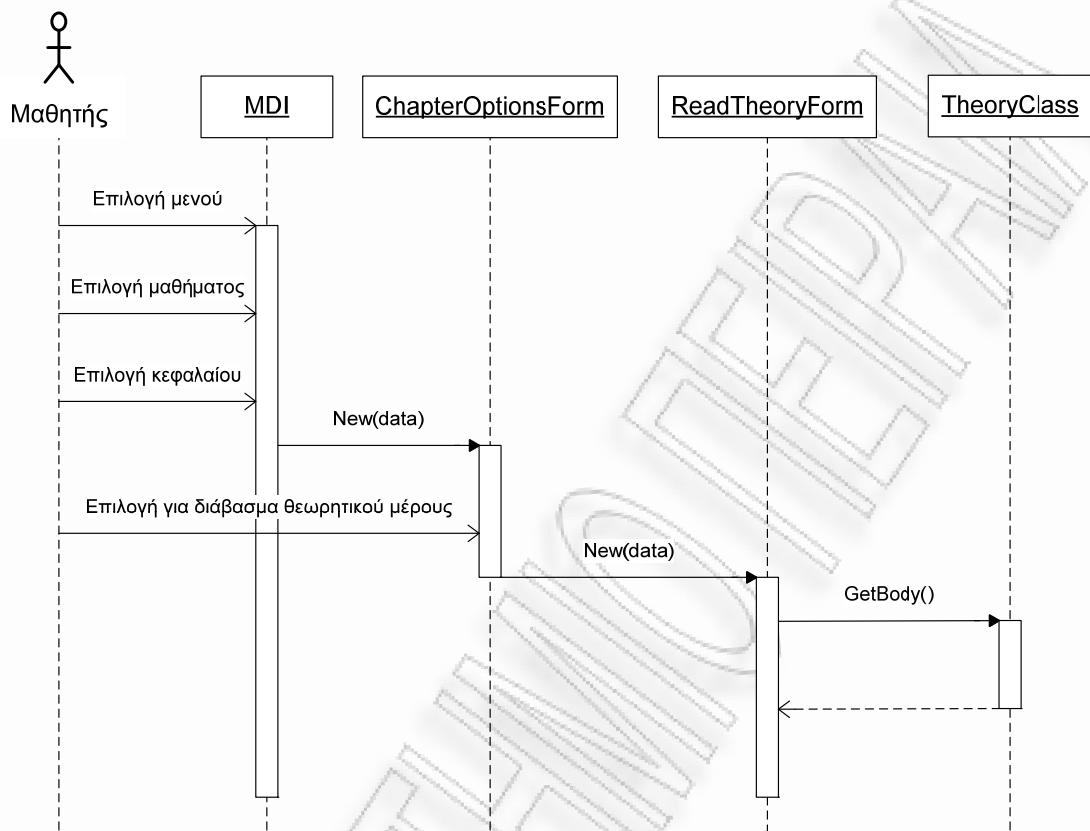 Μαθητής
MDI
ChapterOptionsForm
ReadTheoryForm
TheoryClass
Επιλογή μενού
Επιλογή μαθήματος
Επιλογή κεφαλαίου
New(data)
Επιλογή για διάβασμα θεωρητικού μέρους
New(data)
GetBody()